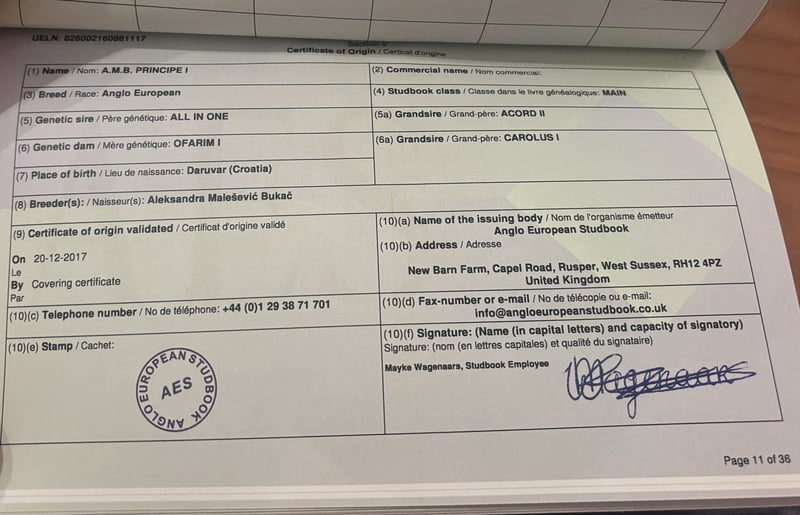 UELN: 826002160881117
Section V
Certificate of Origin / Certicat d'origine
(1) Name / Nom: A.M.B. PRINCIPE I
(2) Commercial name / Nom commercial:
(3) Breed / Race: Anglo European
(4) Studbook class / Classe dans le livre généalogique: MAIN
(5) Genetic sire / Père génétique: ALL IN ONE
(5a) Grandsire / Grand-père: ACORD II
(6) Genetic dam / Mère génétique: OFARIM I
(6a) Grandsire / Grand-père: CAROLUS I
(7) Place of birth / Lieu de naissance: Daruvar (Croatia)
(8) Breeder(s): / Naisseur(s): Aleksandra Malešević Bukač
(9) Certificate of origin validated / Certificat d'origine validé
On 20-12-2017
Le
By Covering certificate
Par
(10)(a) Name of the issuing body / Nom de l'organisme émetteur
Anglo European Studbook
(10)(b) Address / Adresse
New Barn Farm, Capel Road, Rusper, West Sussex, RH12 4PZ
United Kingdom
(10)(c) Telephone number / No de téléphone: +44 (0)1 29 38 71 701
(10)(d) Fax-number or e-mail / No de télécopie ou e-mail:
info@angloeuropeanstudbook.co.uk
(10)(e) Stamp / Cachet:
ANGLO EUROPEAN STUDBOOK
AES
(10)(f) Signature: (Name (in capital letters) and capacity of signatory)
Signature: (nom (en lettres capitales) et qualité du signataire)
Mayke Wagenaars, Studbook Employee
MWagenaars
Page 11 of 36